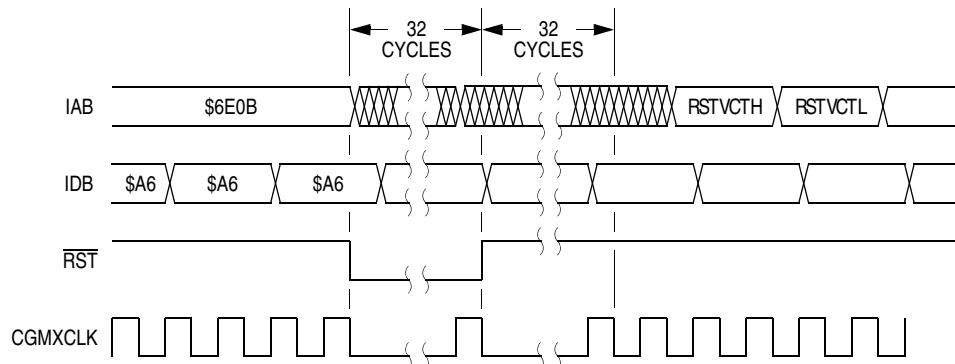 32
CYCLES
32
CYCLES
IAB
$6E0B
RSTVCTH
RSTVCTL
IDB
$A6
$A6
$A6
RST
CGMXCLK